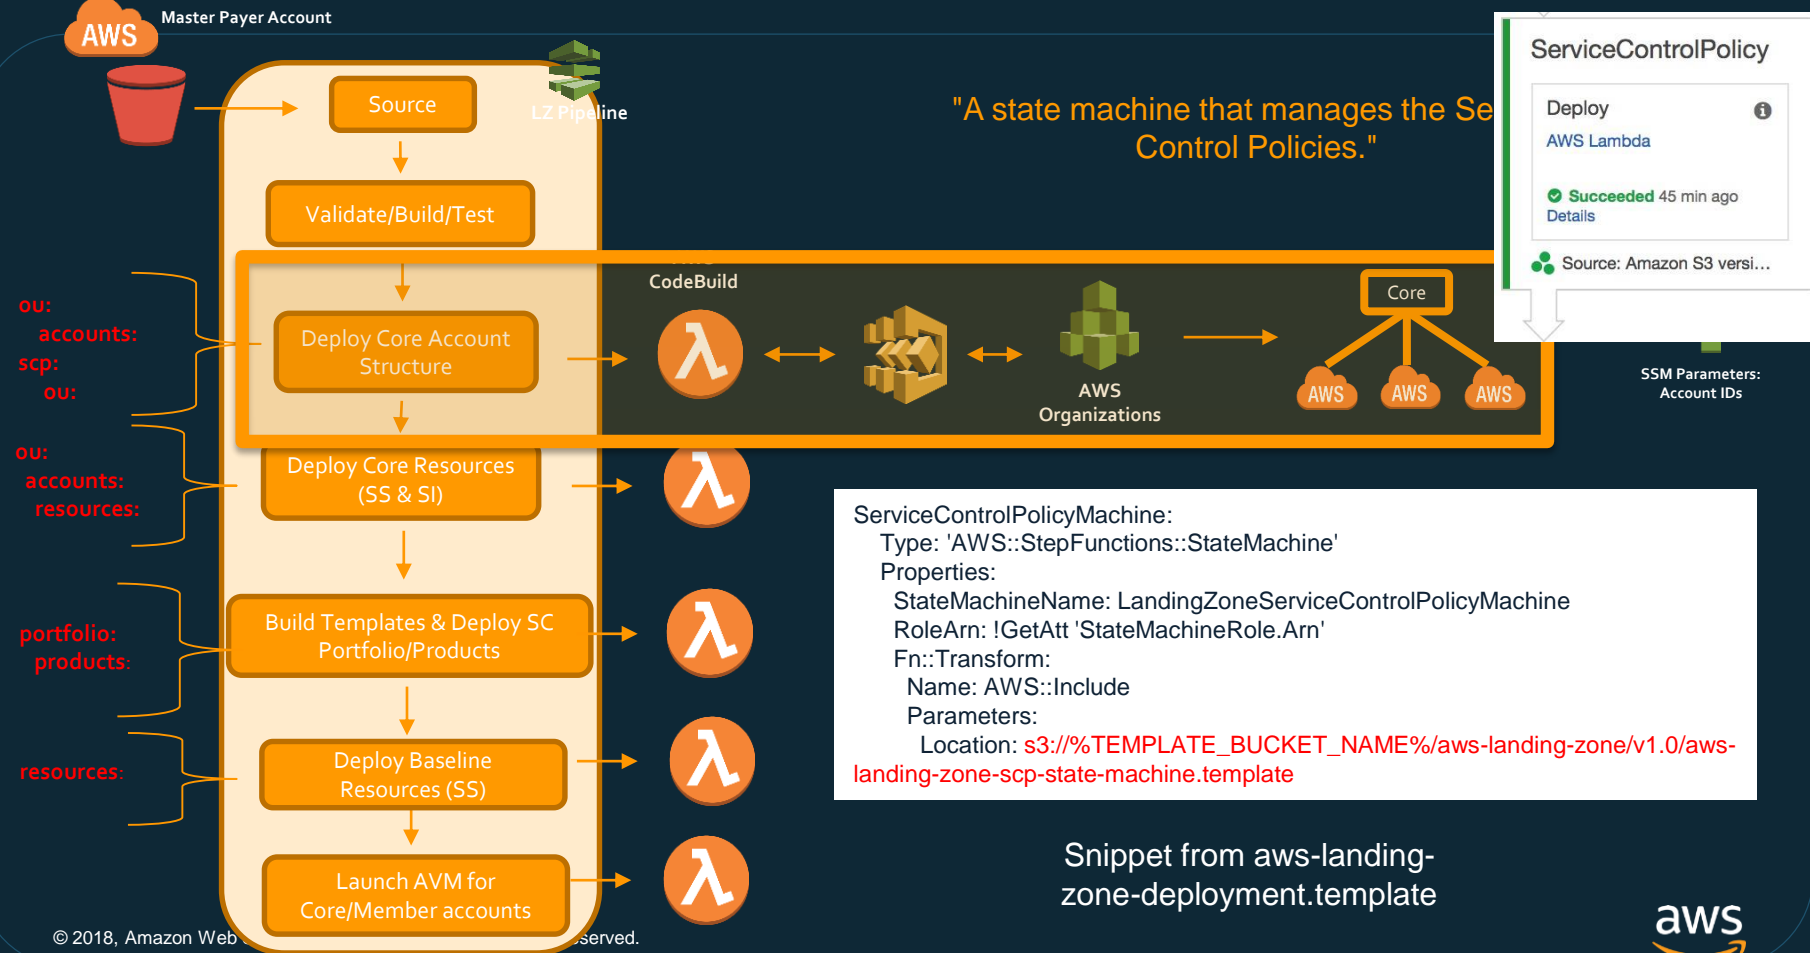 AWS
Master Payer Account
Source
LZ Pipeline
Validate/Build/Test
"A state machine that manages the Se
Control Policies."
ServiceControlPolicy
Deploy
AWS Lambda
Succeeded 45 min ago
Details
Source: Amazon S3 versi...
ou:
accounts:
scp:
ou:
Deploy Core Account
Structure
CodeBuild
AWS
Organizations
Core
AWS
AWS
AWS
SSM Parameters:
Account IDs
ou:
accounts:
resources:
Deploy Core Resources
(SS & SI)
portfolio:
products:
Build Templates & Deploy SC
Portfolio/Products
resources:
Deploy Baseline
Resources (SS)
Launch AVM for
Core/Member accounts
ServiceControlPolicyMachine:
Type: 'AWS::StepFunctions::StateMachine'
Properties:
StateMachineName: LandingZoneServiceControlPolicyMachine
RoleArn: !GetAtt 'StateMachineRole.Arn'
Fn::Transform:
Name: AWS::Include
Parameters:
Location: s3://%TEMPLATE_BUCKET_NAME%/aws-landing-zone/v1.0/aws-
landing-zone-scp-state-machine.template
Snippet from aws-landing-
zone-deployment.template
© 2018, Amazon Web
served.
aws